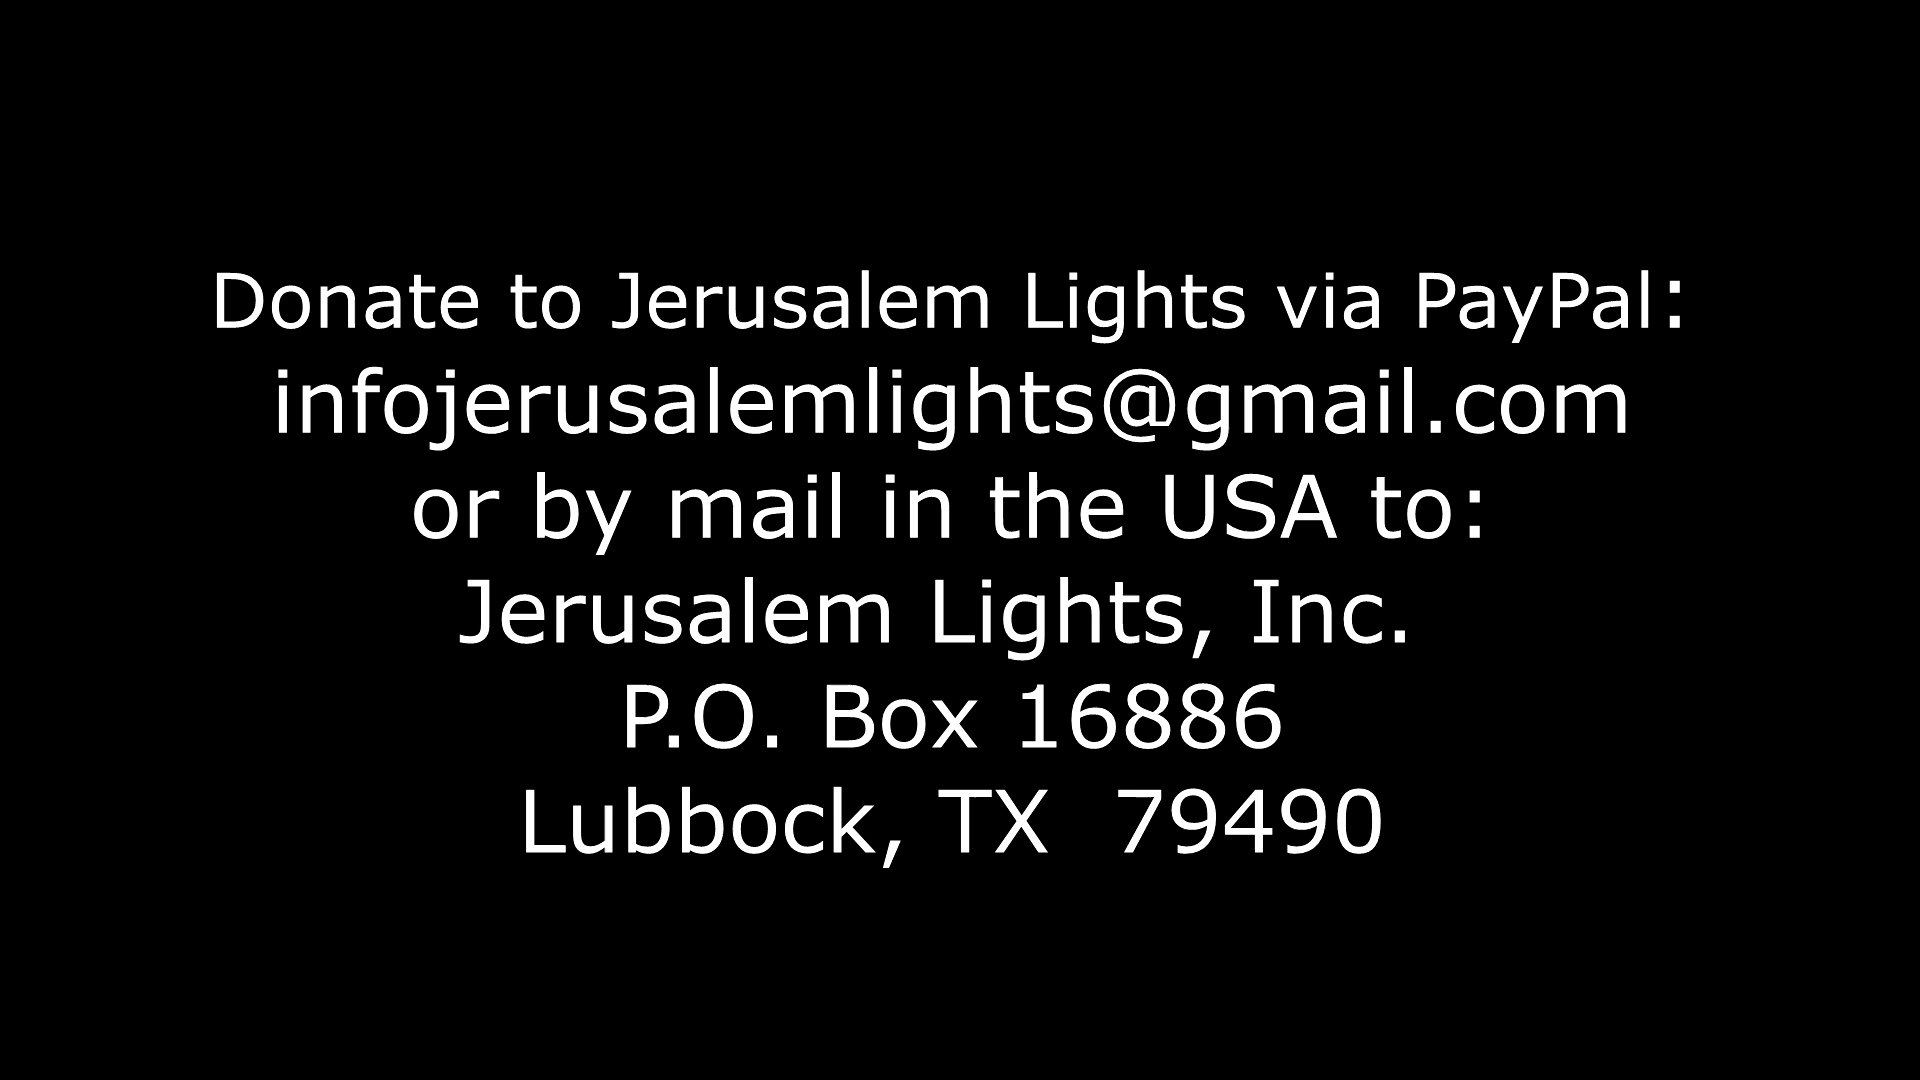 Donate to Jerusalem Lights via PayPal:
infojerusalemlights@gmail.com
or by mail in the USA to:
Jerusalem Lights, Inc.
P.O. Box 16886
Lubbock, TX  79490